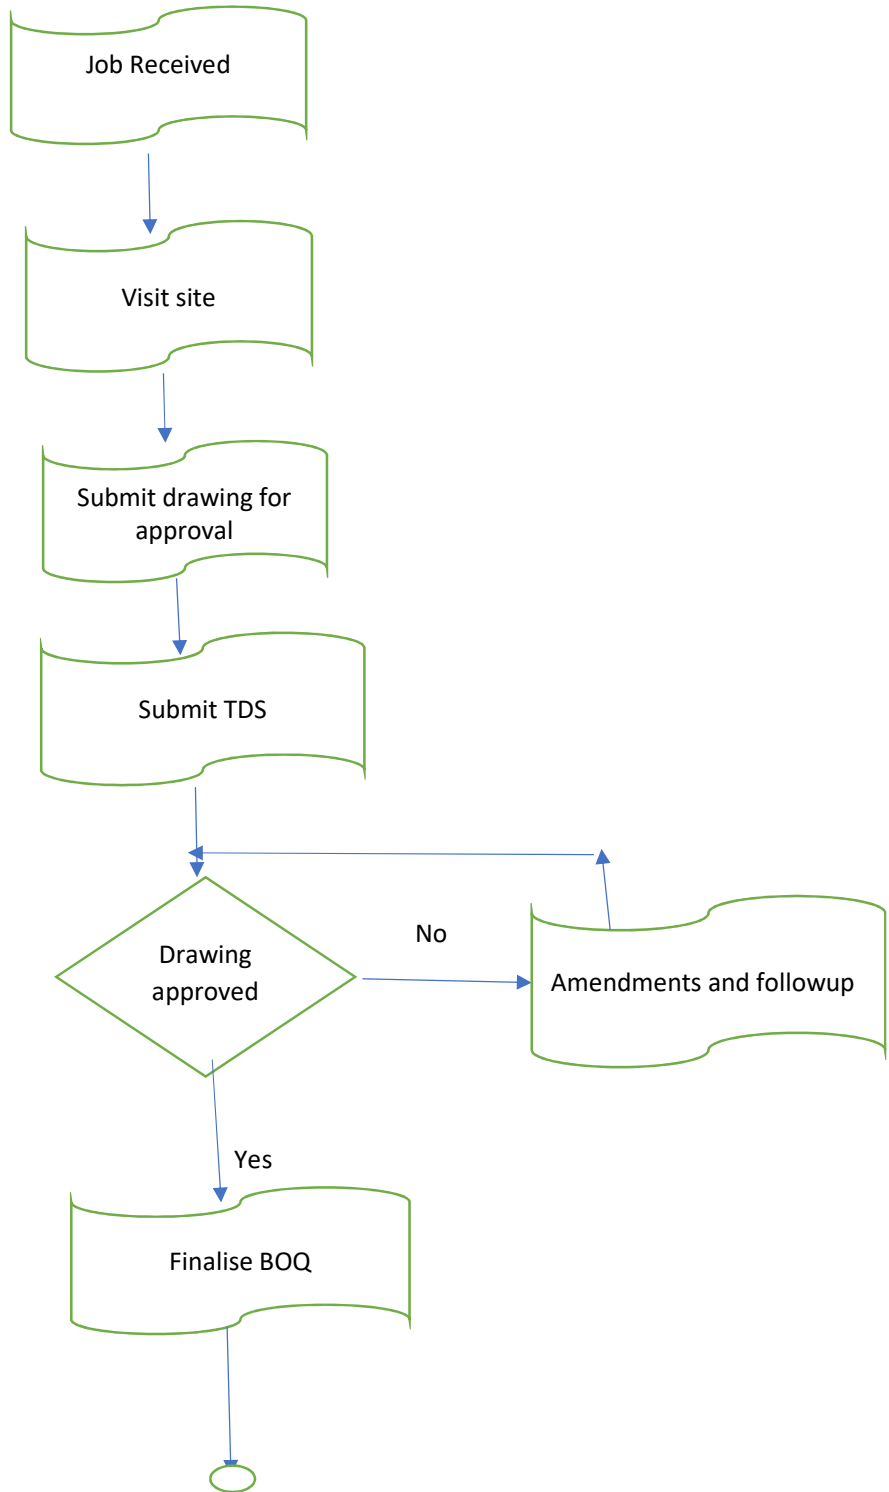 Job Received
Visit site
Submit drawing for
approval
Submit TDS
Drawing
approved
No
Amendments and followup
Yes
Finalise BOQ